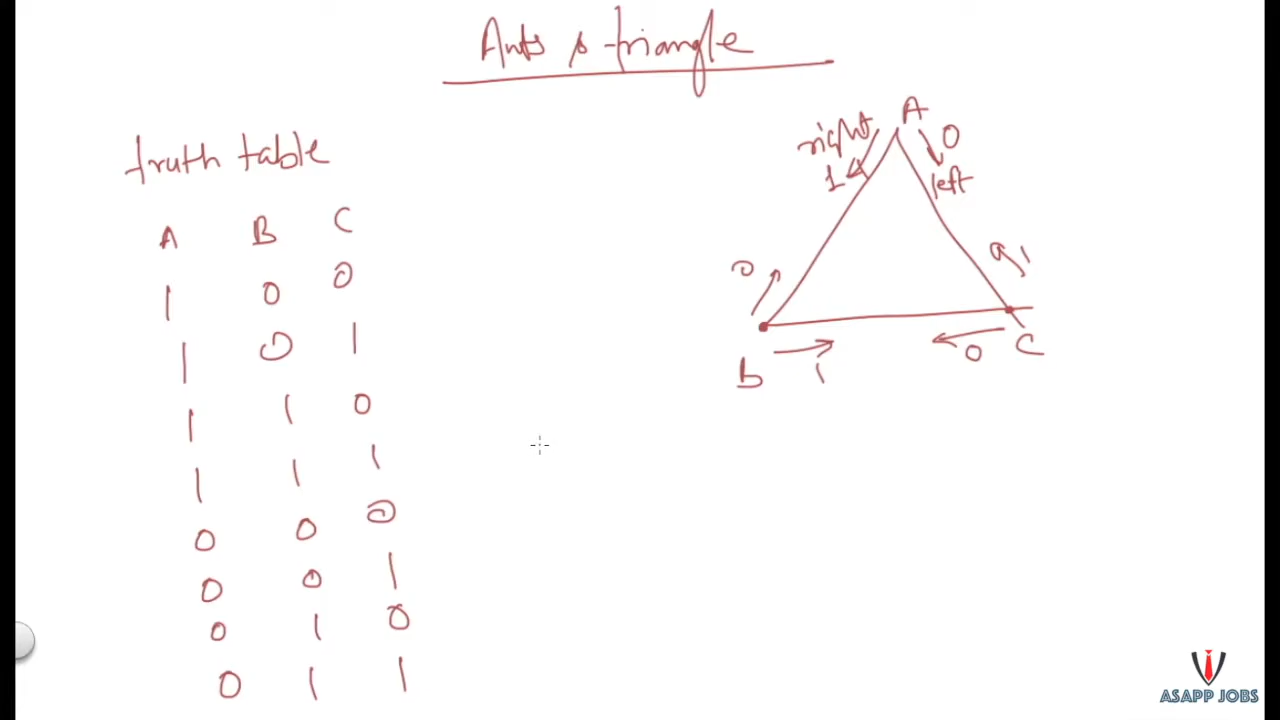 Ants & triangle
truth table
A B C
1 0 0
1 0 1
1 1 0
1 1 1
0 0 0
0 0 1
0 1 0
0 1 1
A
right
1
0
left
0
1
B
1
0
C
ASAPP JOBS